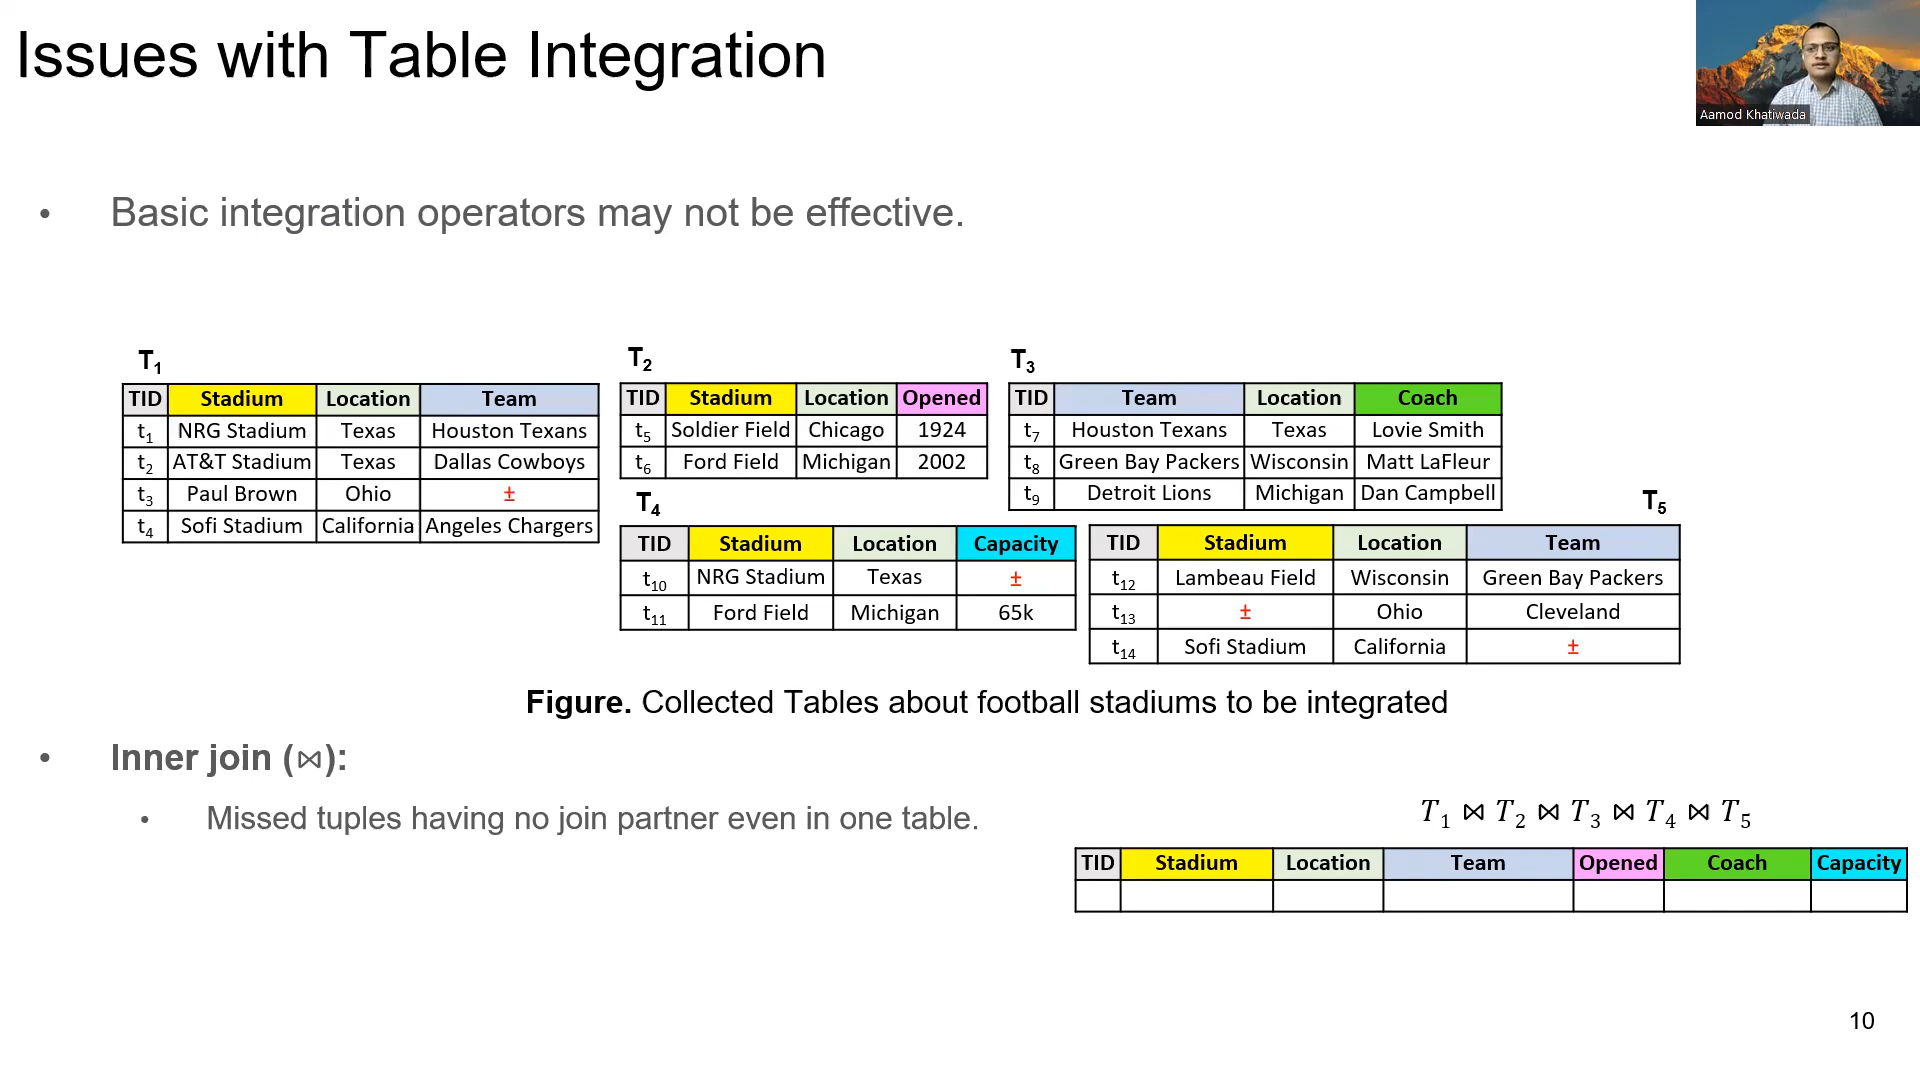 Issues with Table Integration
Aamod Khatiwada
• Basic integration operators may not be effective.
T1
TID Stadium Location Team
t1 NRG Stadium Texas Houston Texans
t2 AT&T Stadium Texas Dallas Cowboys
t3 Paul Brown Ohio ±
t4 Sofi Stadium California Angeles Chargers
T2
TID Stadium Location Opened
t5 Soldier Field Chicago 1924
t6 Ford Field Michigan 2002
T3
TID Team Location Coach
t7 Houston Texans Texas Lovie Smith
t8 Green Bay Packers Wisconsin Matt LaFleur
t9 Detroit Lions Michigan Dan Campbell
T4
TID Stadium Location Capacity
t10 NRG Stadium Texas ±
t11 Ford Field Michigan 65k
T5
TID Stadium Location Team
t12 Lambeau Field Wisconsin Green Bay Packers
t13 ± Ohio Cleveland
t14 Sofi Stadium California ±
Figure. Collected Tables about football stadiums to be integrated
• Inner join (⋈):
• Missed tuples having no join partner even in one table.
T1 ⋈ T2 ⋈ T3 ⋈ T4 ⋈ T5
TID Stadium Location Team Opened Coach Capacity
10